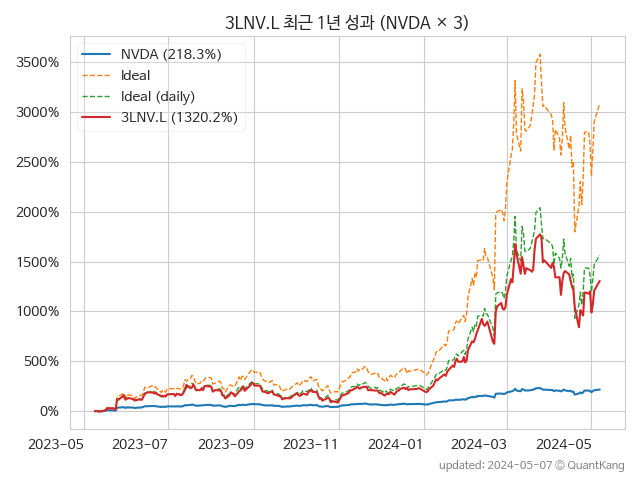 3LNV.L 최근 1년 성과 (NVDA × 3)
NVDA (218.3%)
Ideal
Ideal (daily)
3LNV.L (1320.2%)
3500%
3000%
2500%
2000%
1500%
1000%
500%
0%
2023-05
2023-07
2023-09
2023-11
2024-01
2024-03
2024-05
updated: 2024-05-07 ⓒ QuantKang